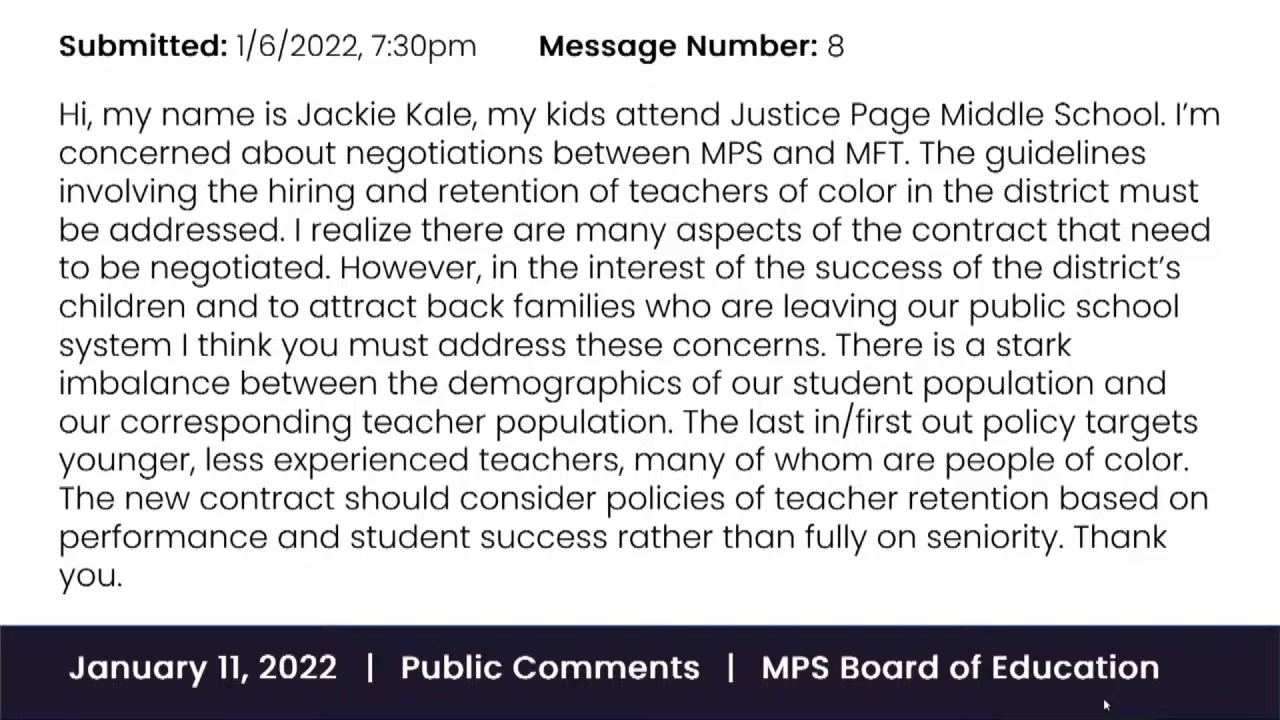 Submitted: 1/6/2022, 7:30pm Message Number: 8
Hi, my name is Jackie Kale, my kids attend Justice Page Middle School. I’m
concerned about negotiations between MPS and MFT. The guidelines
involving the hiring and retention of teachers of color in the district must
be addressed. I realize there are many aspects of the contract that need
to be negotiated. However, in the interest of the success of the district’s
children and to attract back families who are leaving our public school
system I think you must address these concerns. There is a stark
imbalance between the demographics of our student population and
our corresponding teacher population. The last in/first out policy targets
younger, less experienced teachers, many of whom are people of color.
The new contract should consider policies of teacher retention based on
performance and student success rather than fully on seniority. Thank
you.
January 11, 2022 | Public Comments | MPS Board of Education